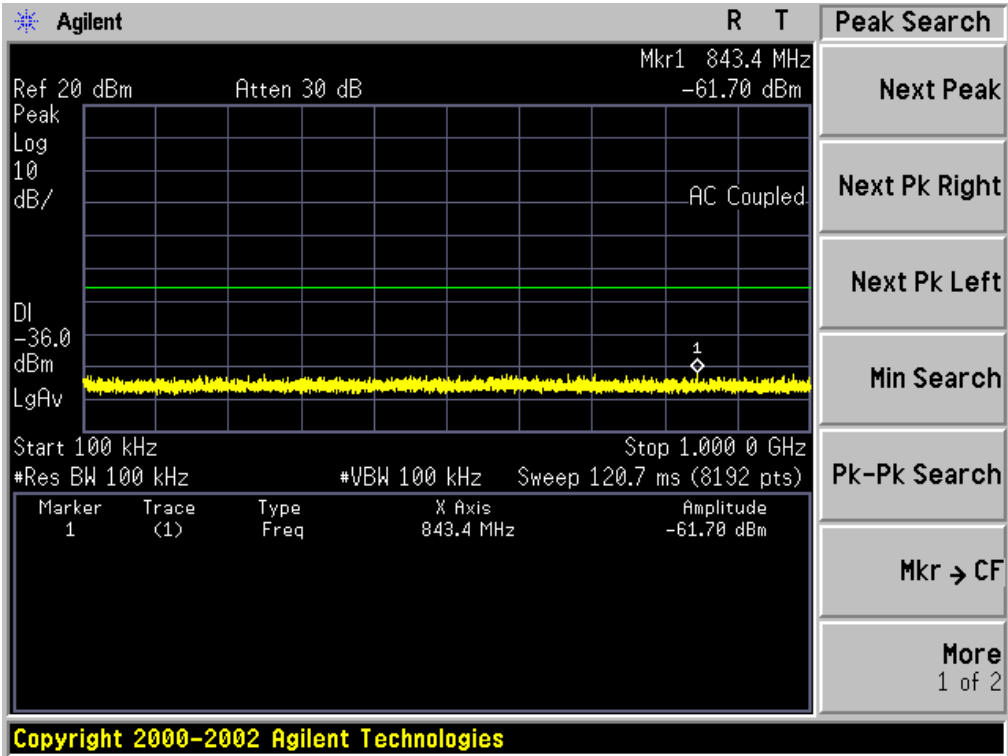 Agilent R T
Mkr1 843.4 MHz
Ref 20 dBm Atten 30 dB -61.70 dBm
Peak
Log
10
dB/
AC Coupled
DI
-36.0
dBm
LgAv
1
Start 100 kHz Stop 1.000 0 GHz
#Res BW 100 kHz #VBW 100 kHz Sweep 120.7 ms (8192 pts)
Marker Trace Type X Axis Amplitude
1 (1) Freq 843.4 MHz -61.70 dBm
Copyright 2000-2002 Agilent Technologies
Peak Search
Next Peak
Next Pk Right
Next Pk Left
Min Search
Pk-Pk Search
Mkr → CF
More
1 of 2